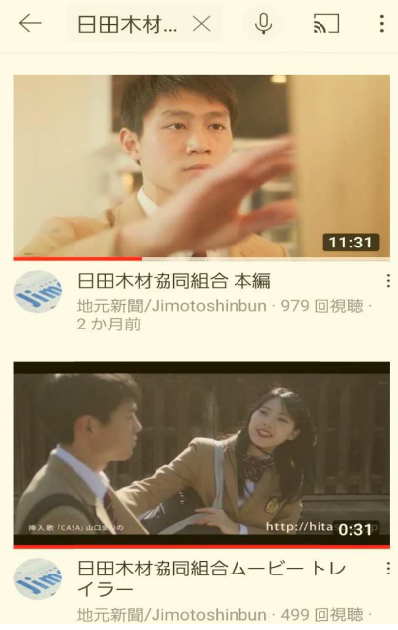 日田木材...
11:31
日田木材協同組合 本編
地元新聞/Jimotoshinbun · 979 回視聴 ·
2 か月前
挿入歌「CA!A」山口
http://hita
0:31
日田木材協同組合ムービー トレ
イラー
地元新聞/Jimotoshinbun · 499 回視聴 ·